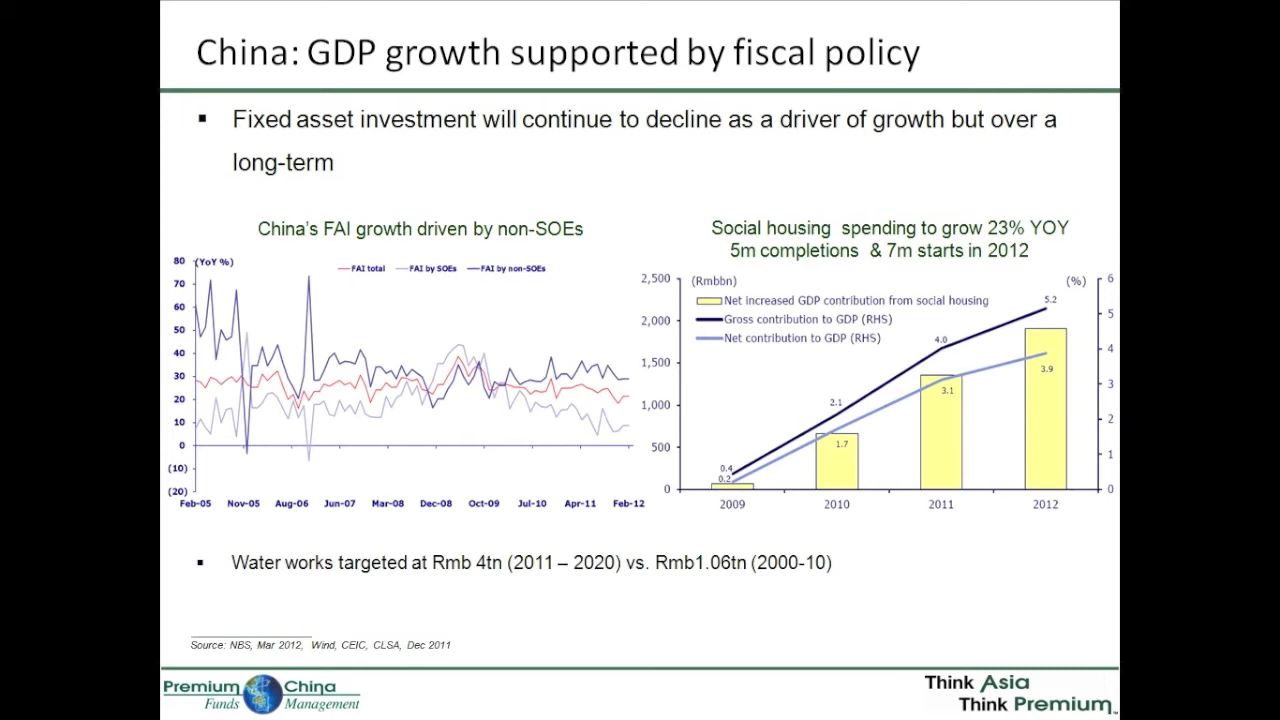 China: GDP growth supported by fiscal policy
▪ Fixed asset investment will continue to decline as a driver of growth but over a
long-term
China's FAI growth driven by non-SOEs
80 (YoY %)
FAI total FAI by SOEs FAI by non-SOEs
70
60
50
40
30
20
10
0
(10)
(20)
Feb-05 Nov-05 Aug-06 Jun-07 Mar-08 Dec-08 Oct-09 Jul-10 Apr-11 Feb-12
Social housing spending to grow 23% YOY
5m completions & 7m starts in 2012
2,500 (Rmbbn) (%) 6
Net increased GDP contribution from social housing
Gross contribution to GDP (RHS)
Net contribution to GDP (RHS)
2,000
1,500
1,000
500
0
5
4
3
2
1
0
0.4
0.2
2.1
1.7
4.0
3.1
5.2
3.9
2009 2010 2011 2012
▪ Water works targeted at Rmb 4tn (2011 – 2020) vs. Rmb1.06tn (2000-10)
Source: NBS, Mar 2012, Wind, CEIC, CLSA, Dec 2011
Premium China
Funds Management
Think Asia
Think Premium™